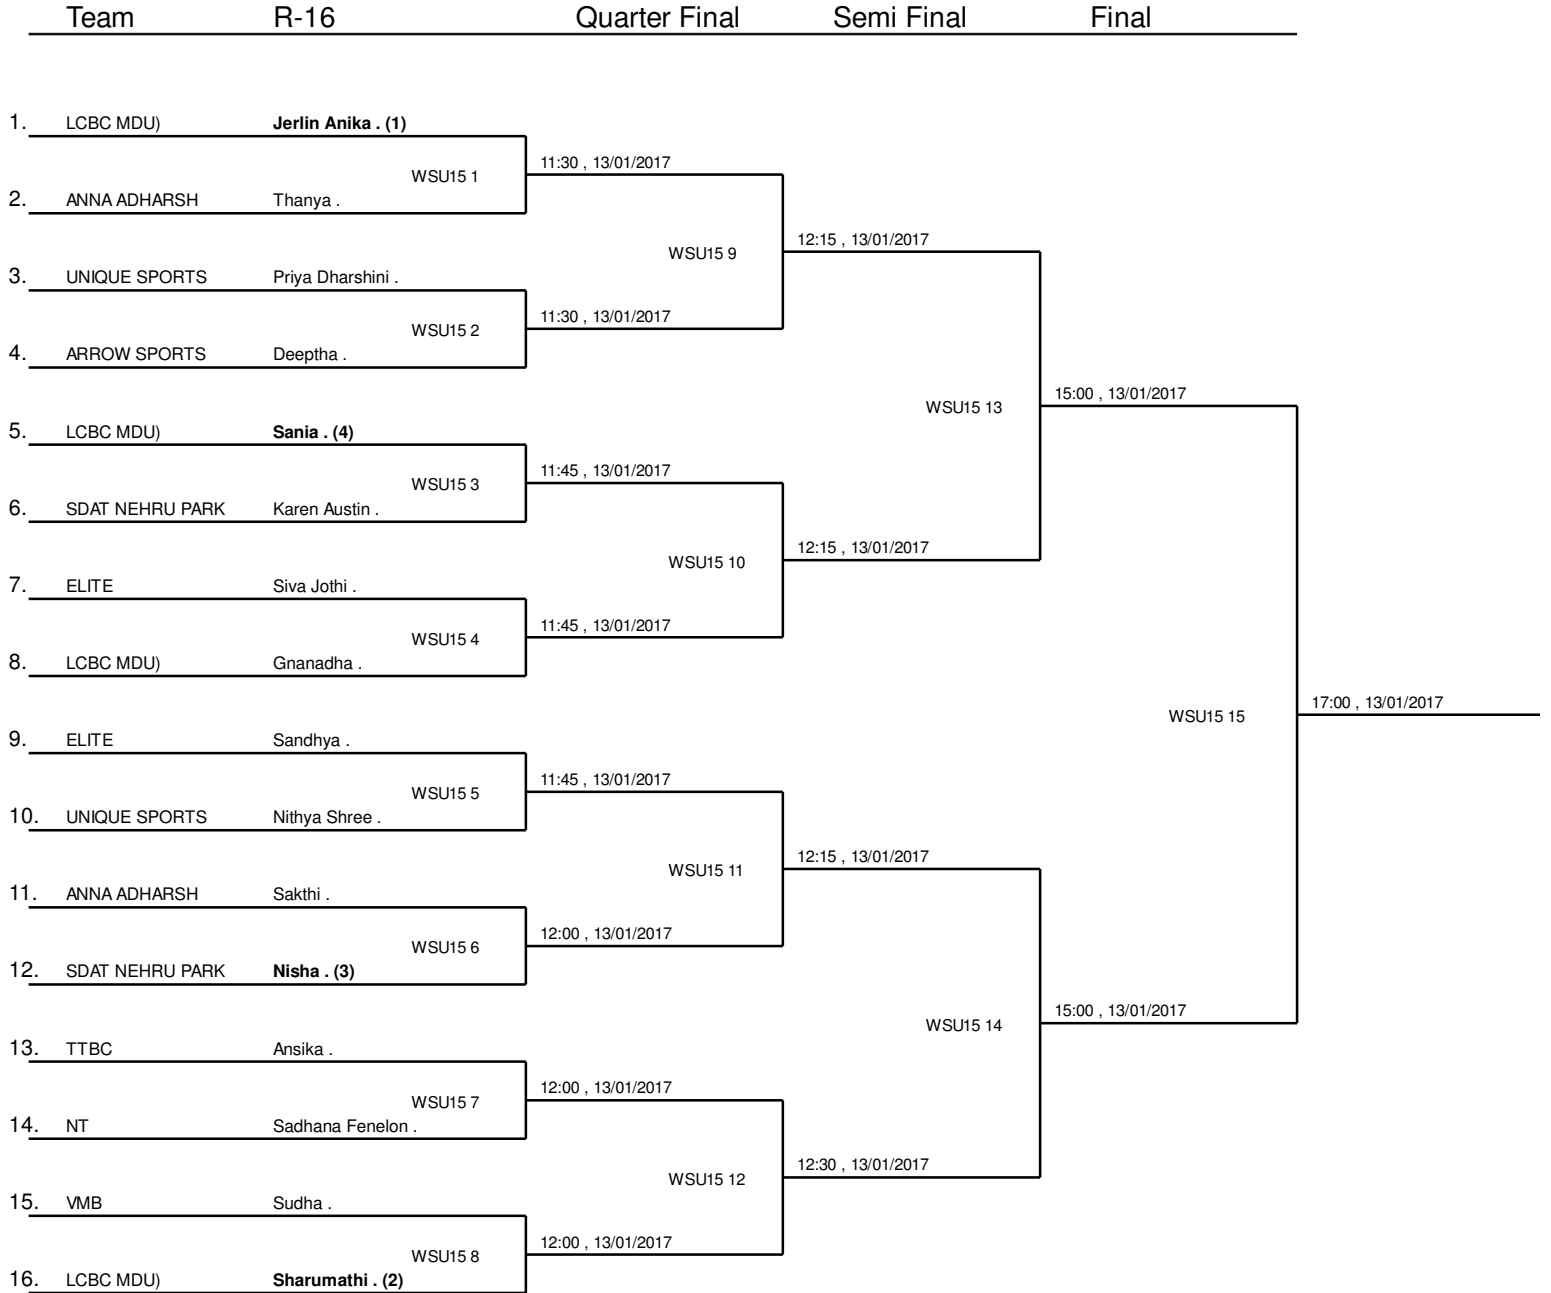 Team R-16 Quarter Final Semi Final Final
1. LCBC MDU) Jerlin Anika . (1)
11:30 , 13/01/2017
WSU15 1
2. ANNA ADHARSH Thanya .
12:15 , 13/01/2017
WSU15 9
3. UNIQUE SPORTS Priya Dharshini .
11:30 , 13/01/2017
WSU15 2
4. ARROW SPORTS Deeptha .
15:00 , 13/01/2017
WSU15 13
5. LCBC MDU) Sania . (4)
11:45 , 13/01/2017
WSU15 3
6. SDAT NEHRU PARK Karen Austin .
12:15 , 13/01/2017
WSU15 10
7. ELITE Siva Jothi .
11:45 , 13/01/2017
WSU15 4
8. LCBC MDU) Gnanadha .
17:00 , 13/01/2017
WSU15 15
9. ELITE Sandhya .
11:45 , 13/01/2017
WSU15 5
10. UNIQUE SPORTS Nithya Shree .
12:15 , 13/01/2017
WSU15 11
11. ANNA ADHARSH Sakthi .
12:00 , 13/01/2017
WSU15 6
12. SDAT NEHRU PARK Nisha . (3)
15:00 , 13/01/2017
WSU15 14
13. TTBC Ansika .
12:00 , 13/01/2017
WSU15 7
14. NT Sadhana Fenelon .
12:30 , 13/01/2017
WSU15 12
15. VMB Sudha .
12:00 , 13/01/2017
WSU15 8
16. LCBC MDU) Sharumathi . (2)